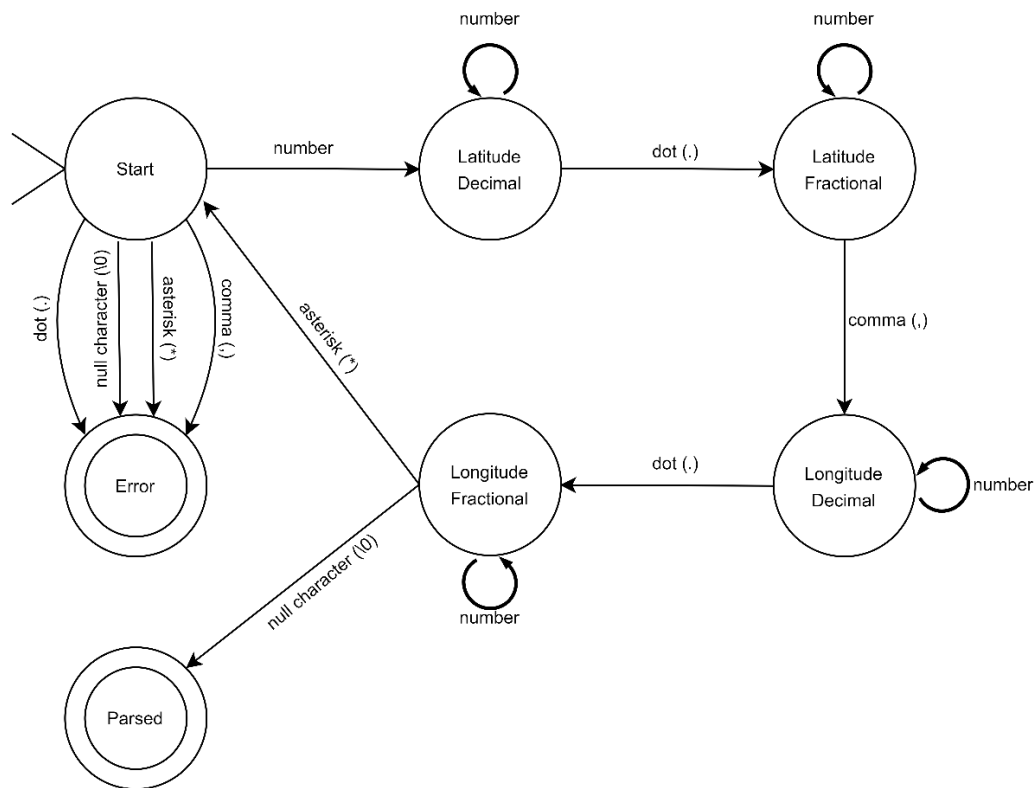 number
number
Start
number
Latitude
Decimal
dot (.)
Latitude
Fractional
dot (.)
null character (\0)
asterisk (*)
comma (,)
asterisk (*)
comma (,)
Error
Longitude
Fractional
dot (.)
Longitude
Decimal
number
null character (\0)
number
Parsed